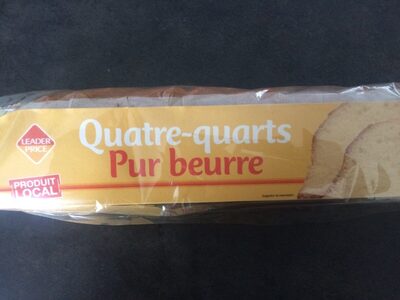 LEADER
PRICE
Quatre-quarts
Pur beurre
PRODUIT
LOCAL